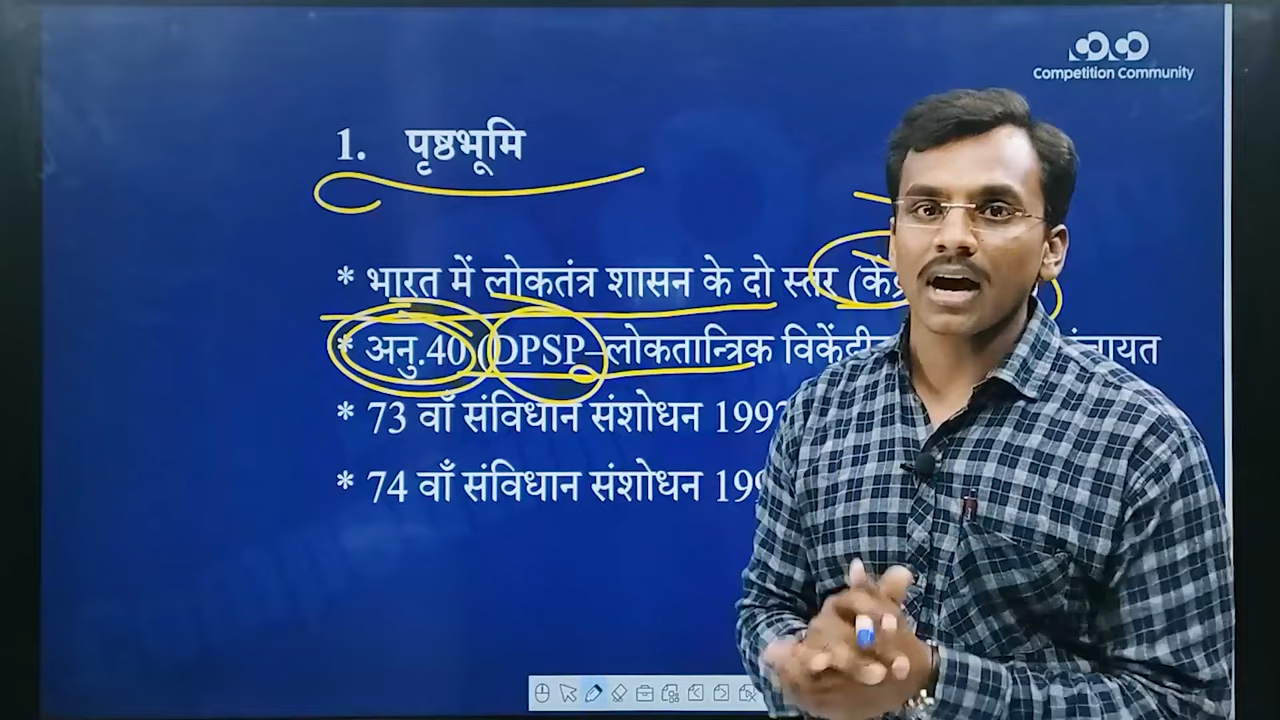 Competition Community
1. पृष्ठभूमि
* भारत में लोकतंत्र शासन के दो स्तर
* अनु.40 (DPSP–लोकतान्त्रिक
* 73 वाँ संविधान संशोधन
* 74 वाँ संविधान संशोधन